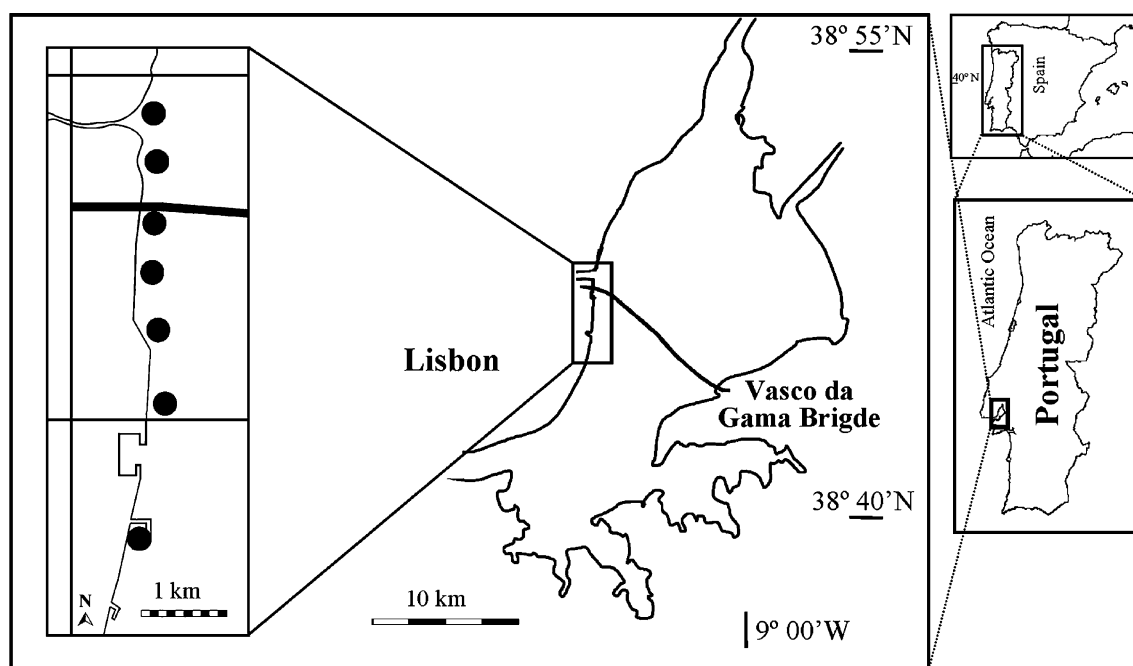 38º 55’N
40º N
Spain
Atlantic Ocean
Portugal
Lisbon
Vasco da
Gama Brigde
38º 40’N
N
1 km
10 km
9º 00’W